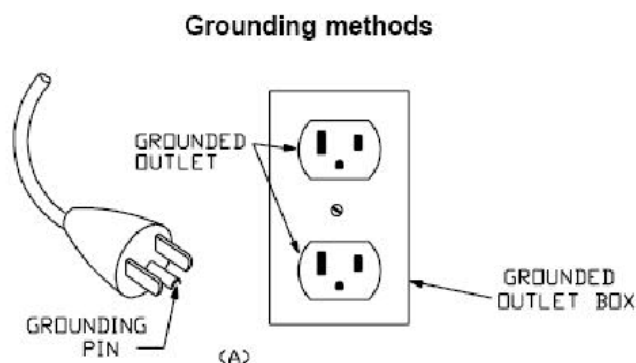 Grounding methods
GROUNDED
OUTLET
GROUNDED
OUTLET BOX
GROUNDING
PIN
(A)